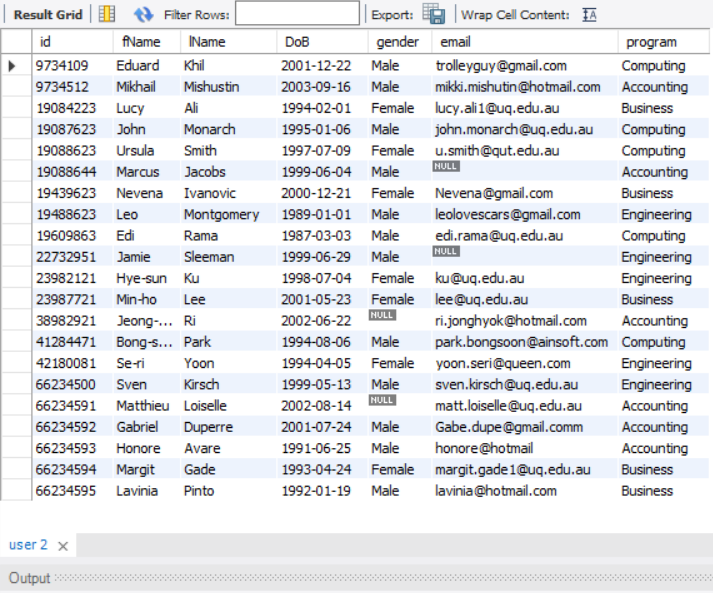 Result Grid Filter Rows: Export: Wrap Cell Content: IA
id fName lName DoB gender email program
9734109 Eduard Khil 2001-12-22 Male trolleyguy@gmail.com Computing
9734512 Mikhail Mishustin 2003-09-16 Male mikki.mishutin@hotmail.com Accounting
19084223 Lucy Ali 1994-02-01 Female lucy.ali1@uq.edu.au Business
19087623 John Monarch 1995-01-06 Male john.monarch@uq.edu.au Computing
19088623 Ursula Smith 1997-07-09 Female u.smith@qut.edu.au Computing
19088644 Marcus Jacobs 1999-06-04 Male NULL Accounting
19439623 Nevena Ivanovic 2000-12-21 Female Nevena@gmail.com Business
19488623 Leo Montgomery 1989-01-01 Male leolovescars@gmail.com Engineering
19609863 Edi Rama 1987-03-03 Male edi.rama@uq.edu.au Computing
22732951 Jamie Sleeman 1999-06-29 Male NULL Engineering
23982121 Hye-sun Ku 1998-07-04 Female ku@uq.edu.au Engineering
23987721 Min-ho Lee 2001-05-23 Female lee@uq.edu.au Business
38982921 Jeong-... Ri 2002-06-22 NULL ri.jonghyok@hotmail.com Accounting
41284471 Bong-s... Park 1994-08-06 Male park.bongsoon@ainsoft.com Computing
42180081 Se-ri Yoon 1994-04-05 Female yoon.seri@queen.com Engineering
66234500 Sven Kirsch 1999-05-13 Male sven.kirsch@uq.edu.au Engineering
66234591 Matthieu Loiselle 2002-08-14 NULL matt.loiselle@uq.edu.au Accounting
66234592 Gabriel Duperre 2001-07-24 Male Gabe.dupe@gmail.comm Accounting
66234593 Honore Avare 1991-06-25 Male honore@hotmail Accounting
66234594 Margit Gade 1993-04-24 Female margit.gade1@uq.edu.au Business
66234595 Lavinia Pinto 1992-01-19 Male lavinia@hotmail.com Business
user 2
Output